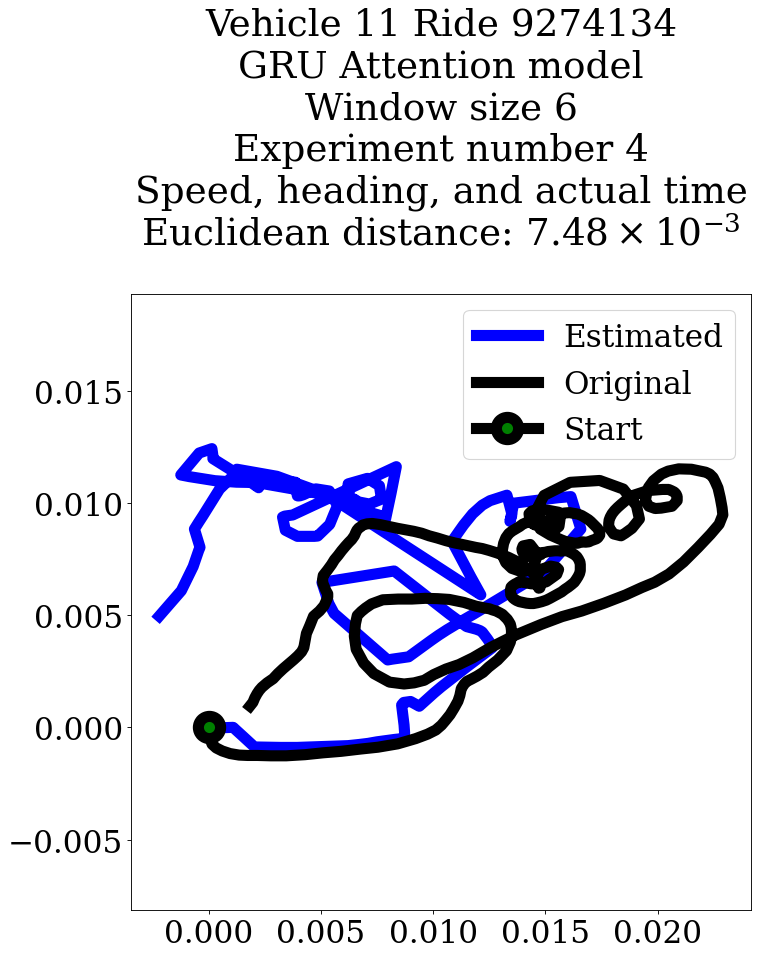 Vehicle 11 Ride 9274134
GRU Attention model
Window size 6
Experiment number 4
Speed, heading, and actual time
Euclidean distance: 7.48 × 10⁻³
Estimated
Original
Start
0.015
0.010
0.005
0.000
−0.005
0.000 0.005 0.010 0.015 0.020